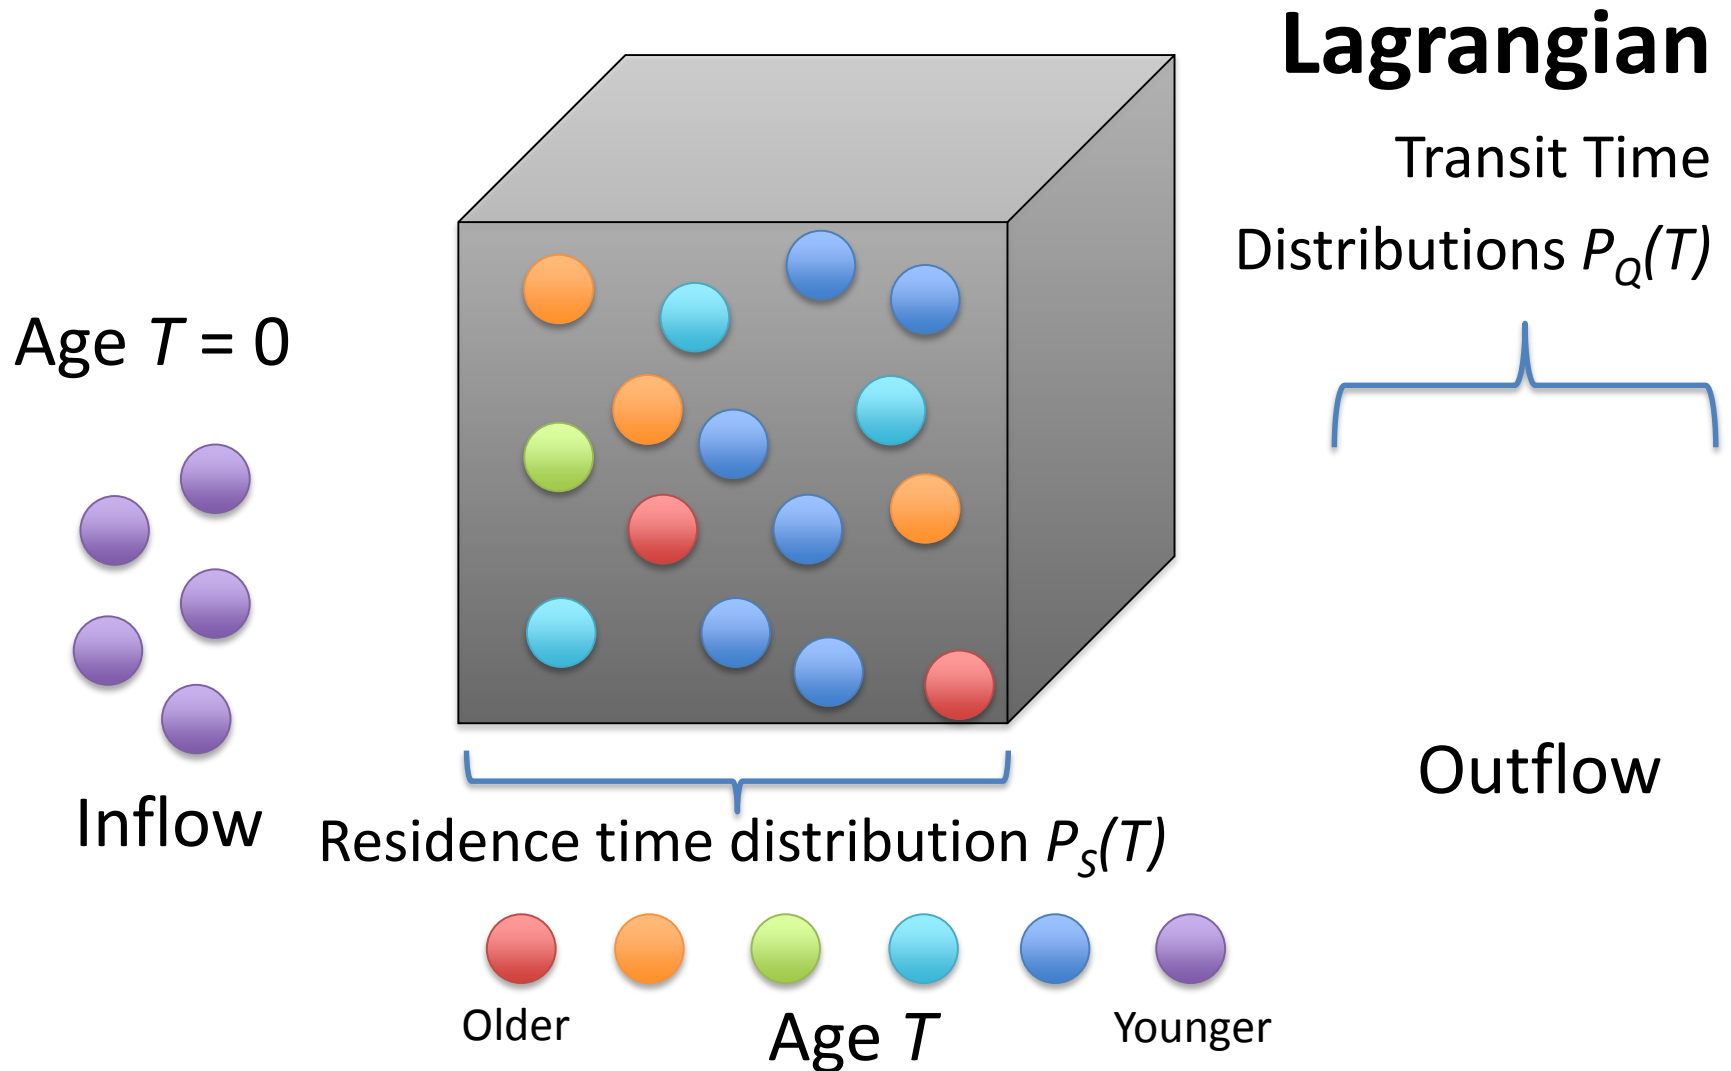 Lagrangian
Transit Time
Distributions P_Q(T)
Age T = 0
Inflow
Outflow
Residence time distribution P_S(T)
Older
Age T
Younger